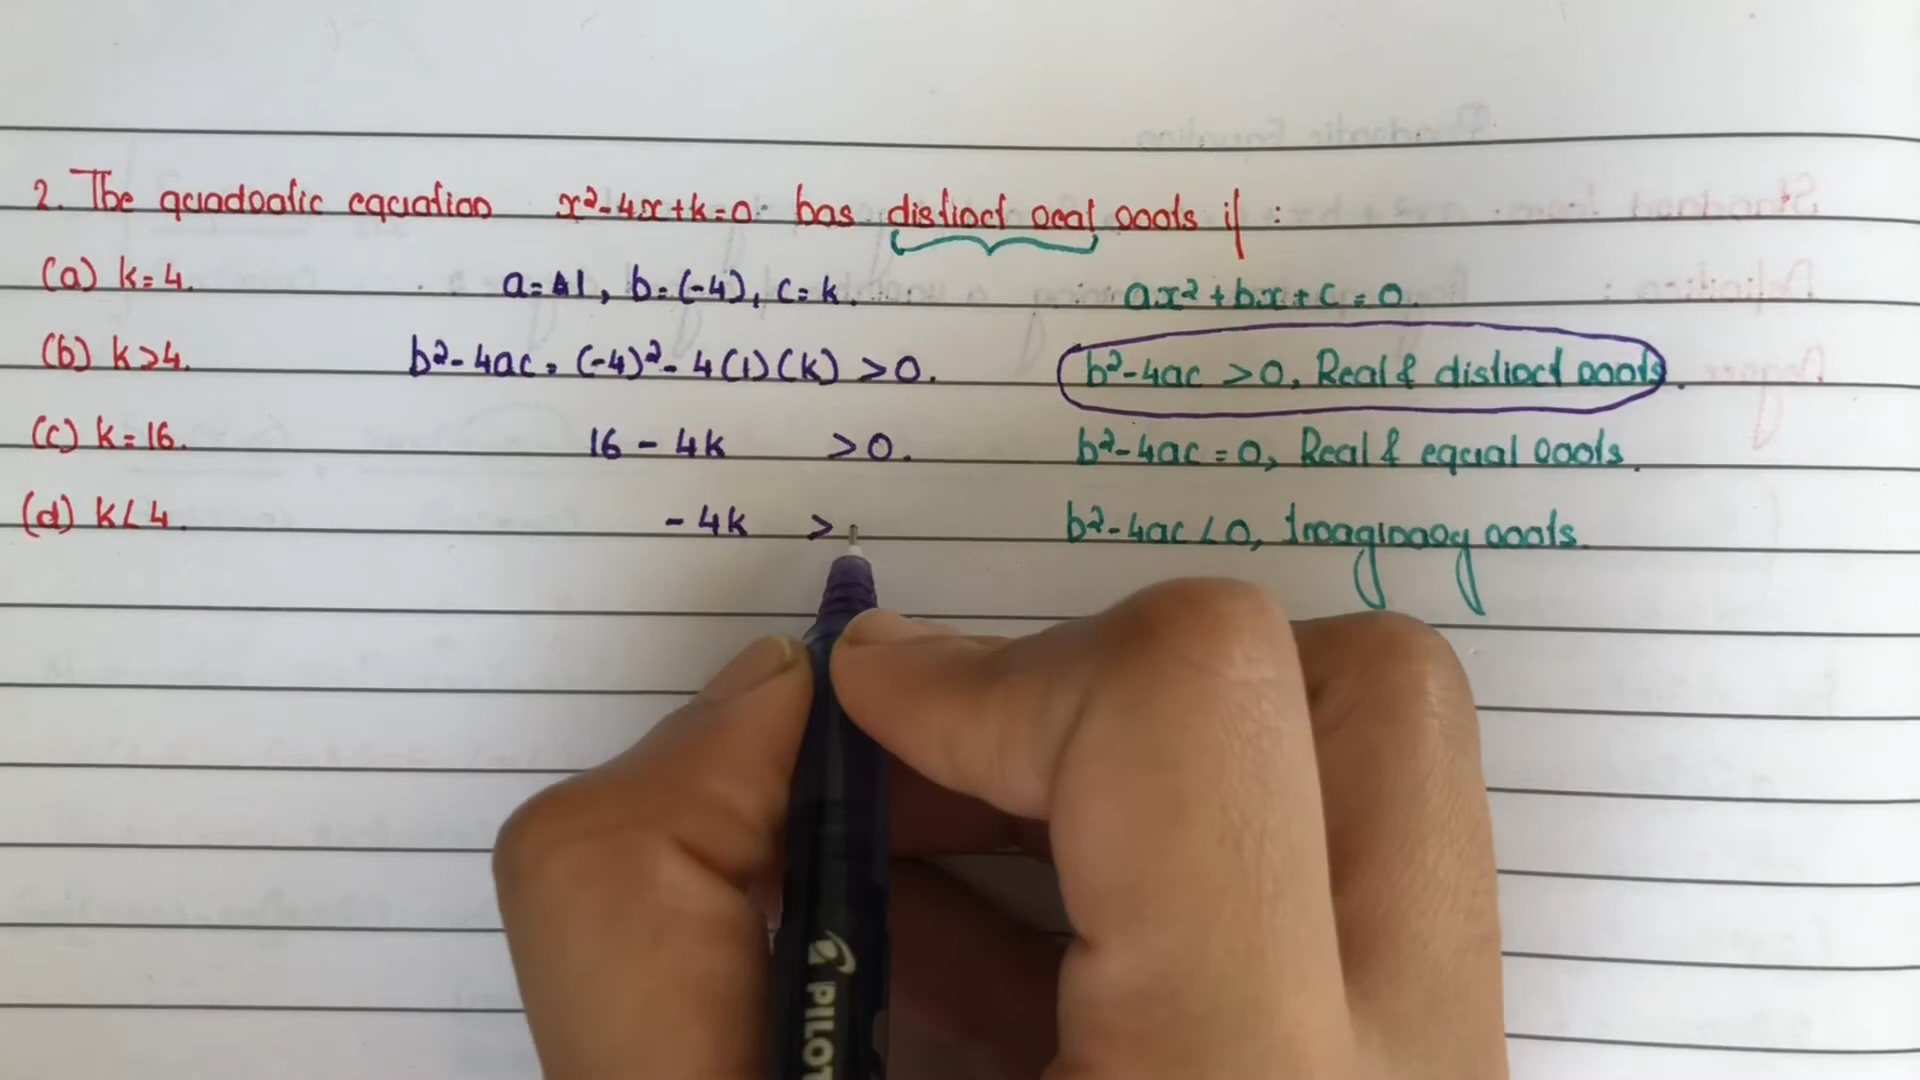 2. The quadratic equation x²-4x+k=0. has distinct real roots if :
(a) k=4. a=1, b=(-4), c=k. ax²+bx+c=0.
(b) k>4. b²-4ac = (-4)²-4(1)(k) >0. b²-4ac >0, Real & distinct roots.
(c) k=16. 16 - 4k >0. b²-4ac =0, Real & equal roots.
(d) k<4. -4k > b²-4ac <0, Imaginary roots.
PILOT